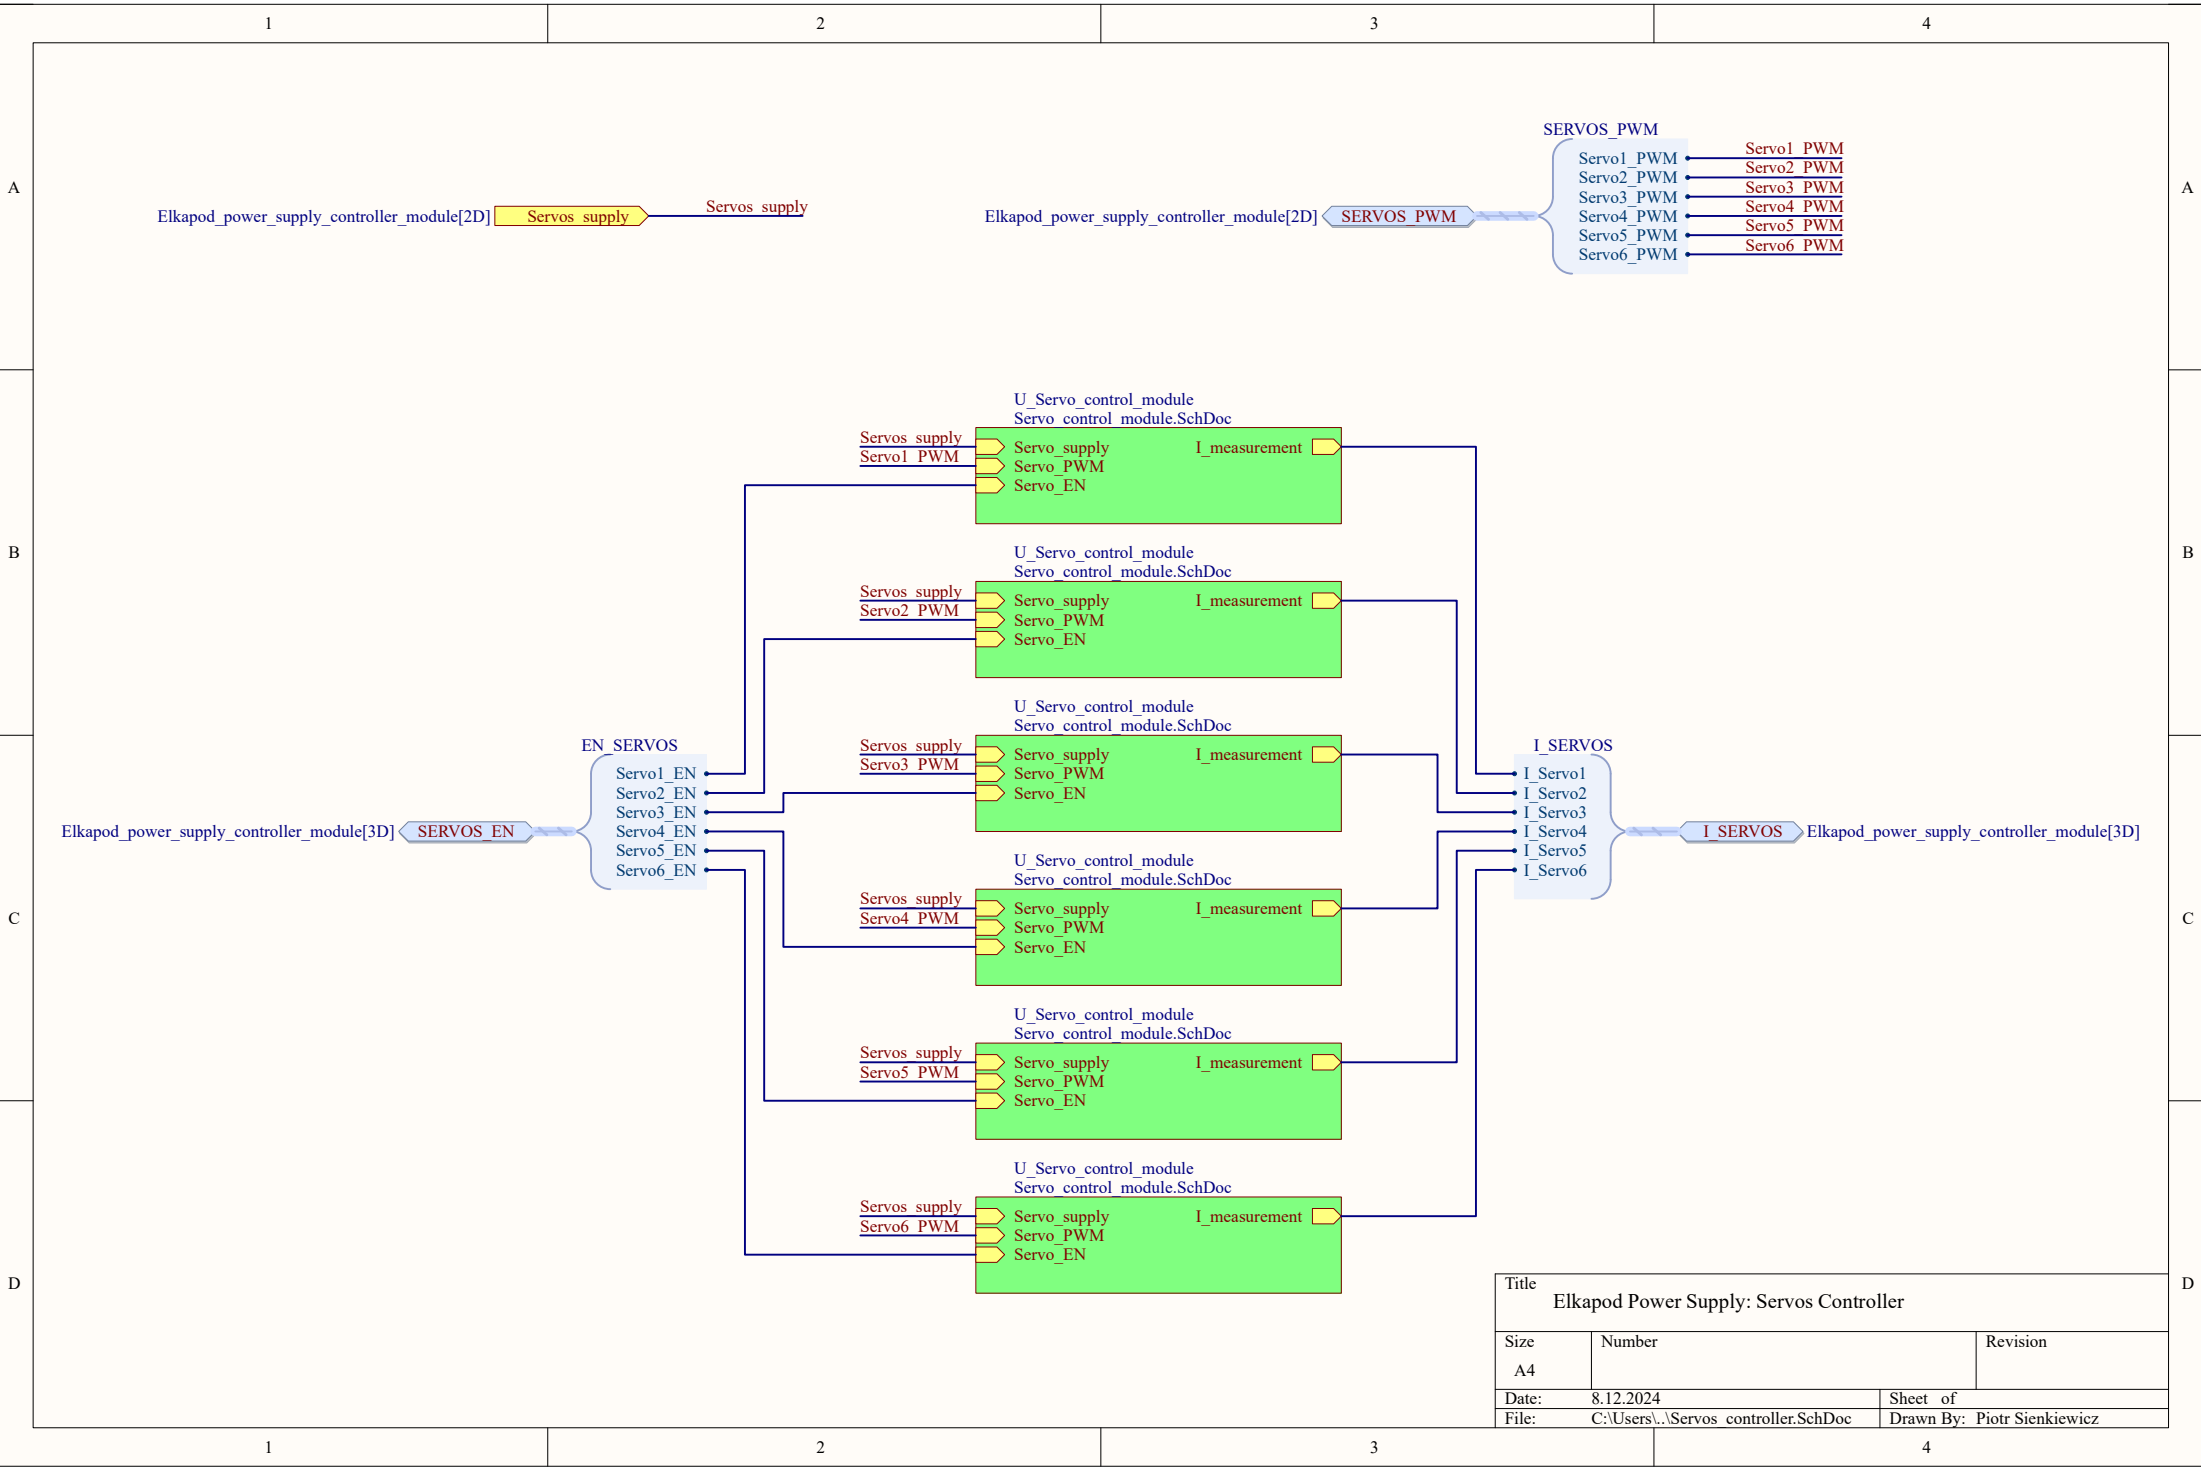 1 2 3 4
A A
SERVOS_PWM
Elkapod_power_supply_controller_module[2D] Servos_supply Servos_supply
Elkapod_power_supply_controller_module[2D] SERVOS_PWM
Servo1_PWM Servo1_PWM
Servo2_PWM Servo2_PWM
Servo3_PWM Servo3_PWM
Servo4_PWM Servo4_PWM
Servo5_PWM Servo5_PWM
Servo6_PWM Servo6_PWM
B B
U_Servo_control_module
Servo_control_module.SchDoc
Servos_supply Servo_supply I_measurement
Servo1_PWM Servo_PWM
Servo_EN
U_Servo_control_module
Servo_control_module.SchDoc
Servos_supply Servo_supply I_measurement
Servo2_PWM Servo_PWM
Servo_EN
U_Servo_control_module
Servo_control_module.SchDoc
Servos_supply Servo_supply I_measurement
Servo3_PWM Servo_PWM
Servo_EN
EN_SERVOS
Servo1_EN
Servo2_EN
Servo3_EN
Servo4_EN
Servo5_EN
Servo6_EN
Elkapod_power_supply_controller_module[3D] SERVOS_EN
I_SERVOS
I_Servo1
I_Servo2
I_Servo3
I_Servo4
I_Servo5
I_Servo6
I_SERVOS Elkapod_power_supply_controller_module[3D]
C C
U_Servo_control_module
Servo_control_module.SchDoc
Servos_supply Servo_supply I_measurement
Servo4_PWM Servo_PWM
Servo_EN
U_Servo_control_module
Servo_control_module.SchDoc
Servos_supply Servo_supply I_measurement
Servo5_PWM Servo_PWM
Servo_EN
U_Servo_control_module
Servo_control_module.SchDoc
Servos_supply Servo_supply I_measurement
Servo6_PWM Servo_PWM
Servo_EN
D D
Title
Elkapod Power Supply: Servos Controller
Size Number Revision
A4
Date: 8.12.2024 Sheet of
File: C:\Users\..\Servos_controller.SchDoc Drawn By: Piotr Sienkiewicz
1 2 3 4